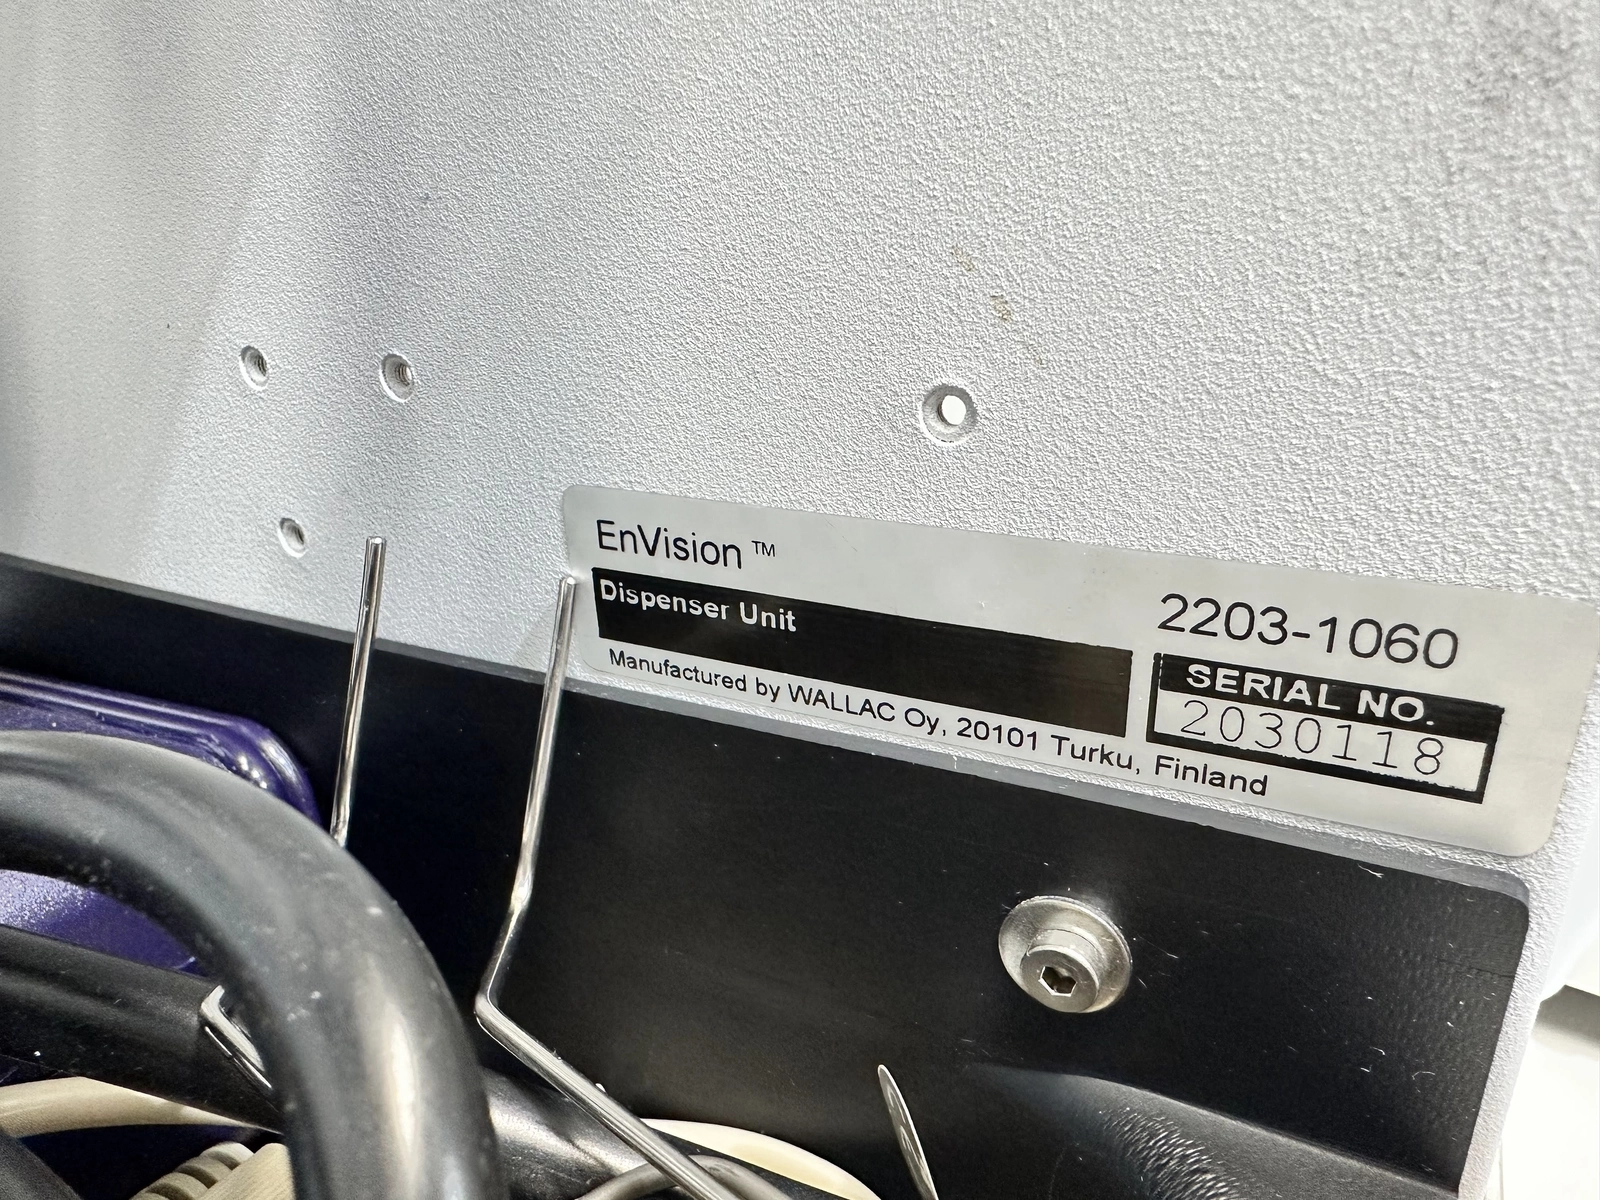 EnVision ™
Dispenser Unit
Manufactured by WALLAC Oy, 20101 Turku, Finland
2203-1060
SERIAL NO.
2030118